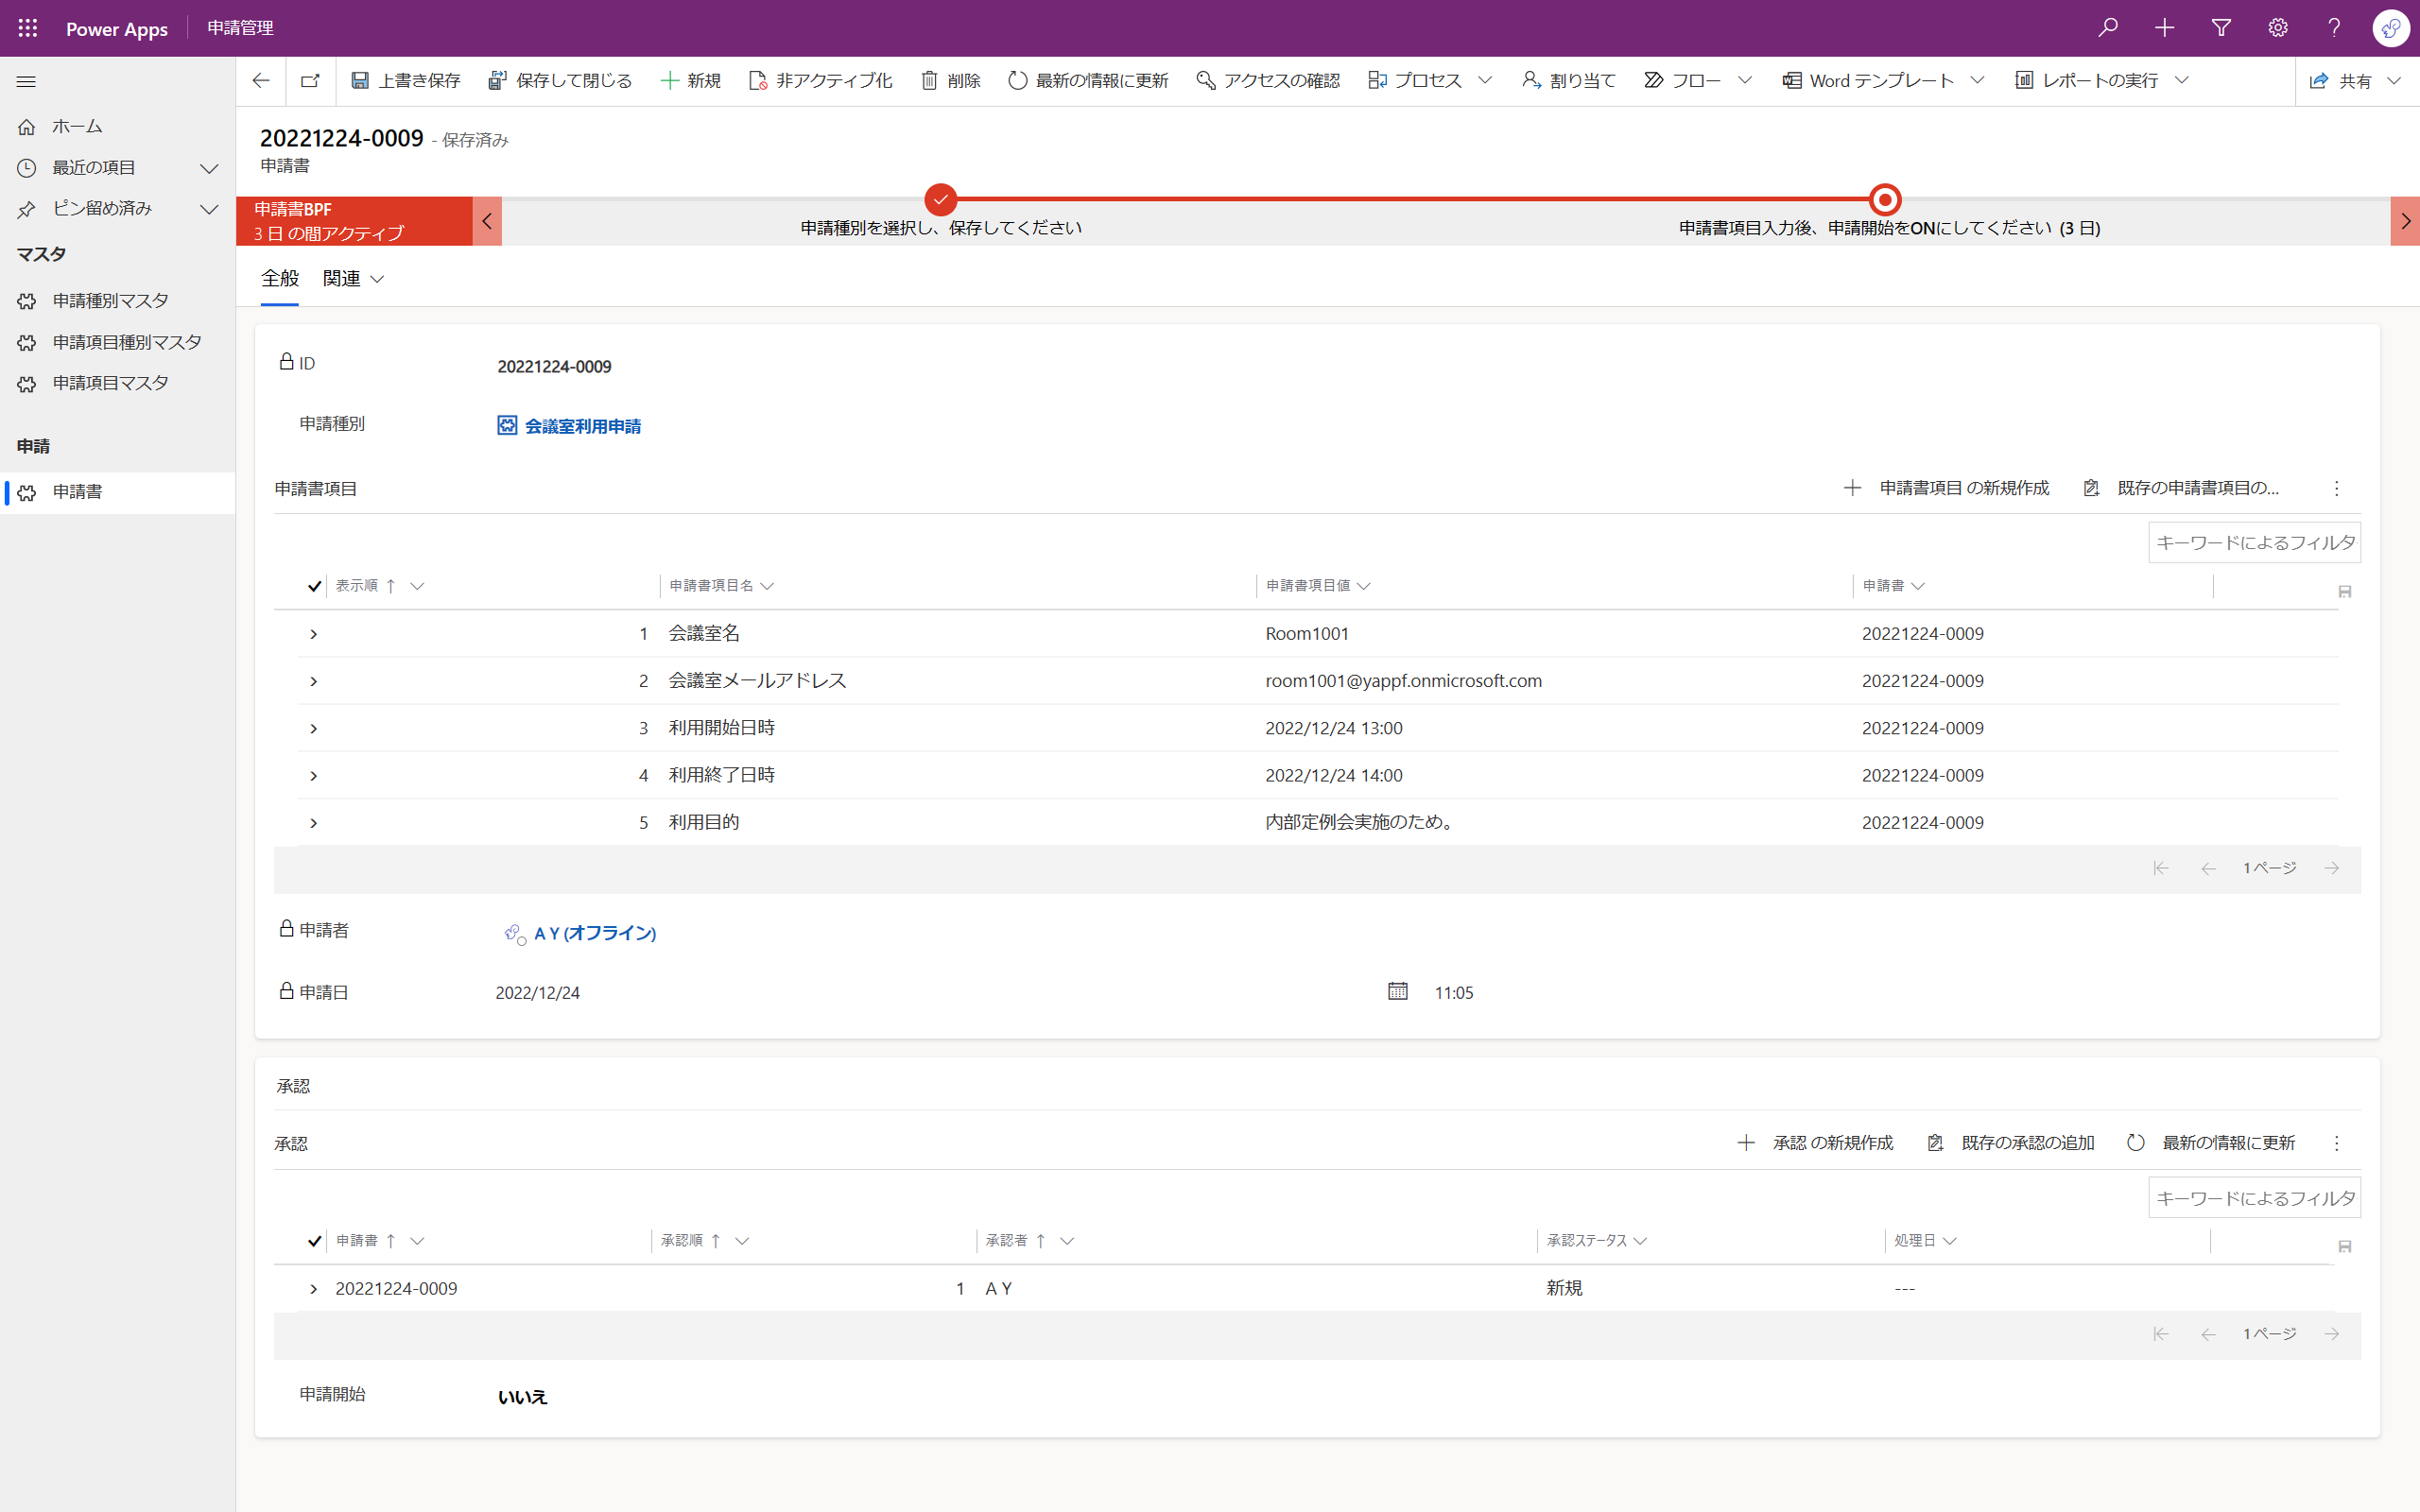 Power Apps 申請管理
上書き保存 保存して閉じる 新規 非アクティブ化 削除 最新の情報に更新 アクセスの確認 プロセス 割り当て フロー Word テンプレート レポートの実行 共有
ホーム
最近の項目
ピン留め済み
マスタ
申請種別マスタ
申請項目種別マスタ
申請項目マスタ
申請
申請書
20221224-0009 - 保存済み
申請書
申請書BPF
3 日 の間アクティブ
申請種別を選択し、保存してください
申請書項目入力後、申請開始をONにしてください (3 日)
全般 関連
ID 20221224-0009
申請種別 会議室利用申請
申請書項目 申請書項目 の新規作成 既存の申請書項目の...
キーワードによるフィルタ
表示順 申請書項目名 申請書項目値 申請書
1 会議室名 Room1001 20221224-0009
2 会議室メールアドレス room1001@yappf.onmicrosoft.com 20221224-0009
3 利用開始日時 2022/12/24 13:00 20221224-0009
4 利用終了日時 2022/12/24 14:00 20221224-0009
5 利用目的 内部定例会実施のため。 20221224-0009
1 ページ
申請者 A Y (オフライン)
申請日 2022/12/24 11:05
承認
承認 承認 の新規作成 既存の承認の追加 最新の情報に更新
キーワードによるフィルタ
申請書 承認順 承認者 承認ステータス 処理日
20221224-0009 1 A Y 新規 ---
1 ページ
申請開始 いいえ